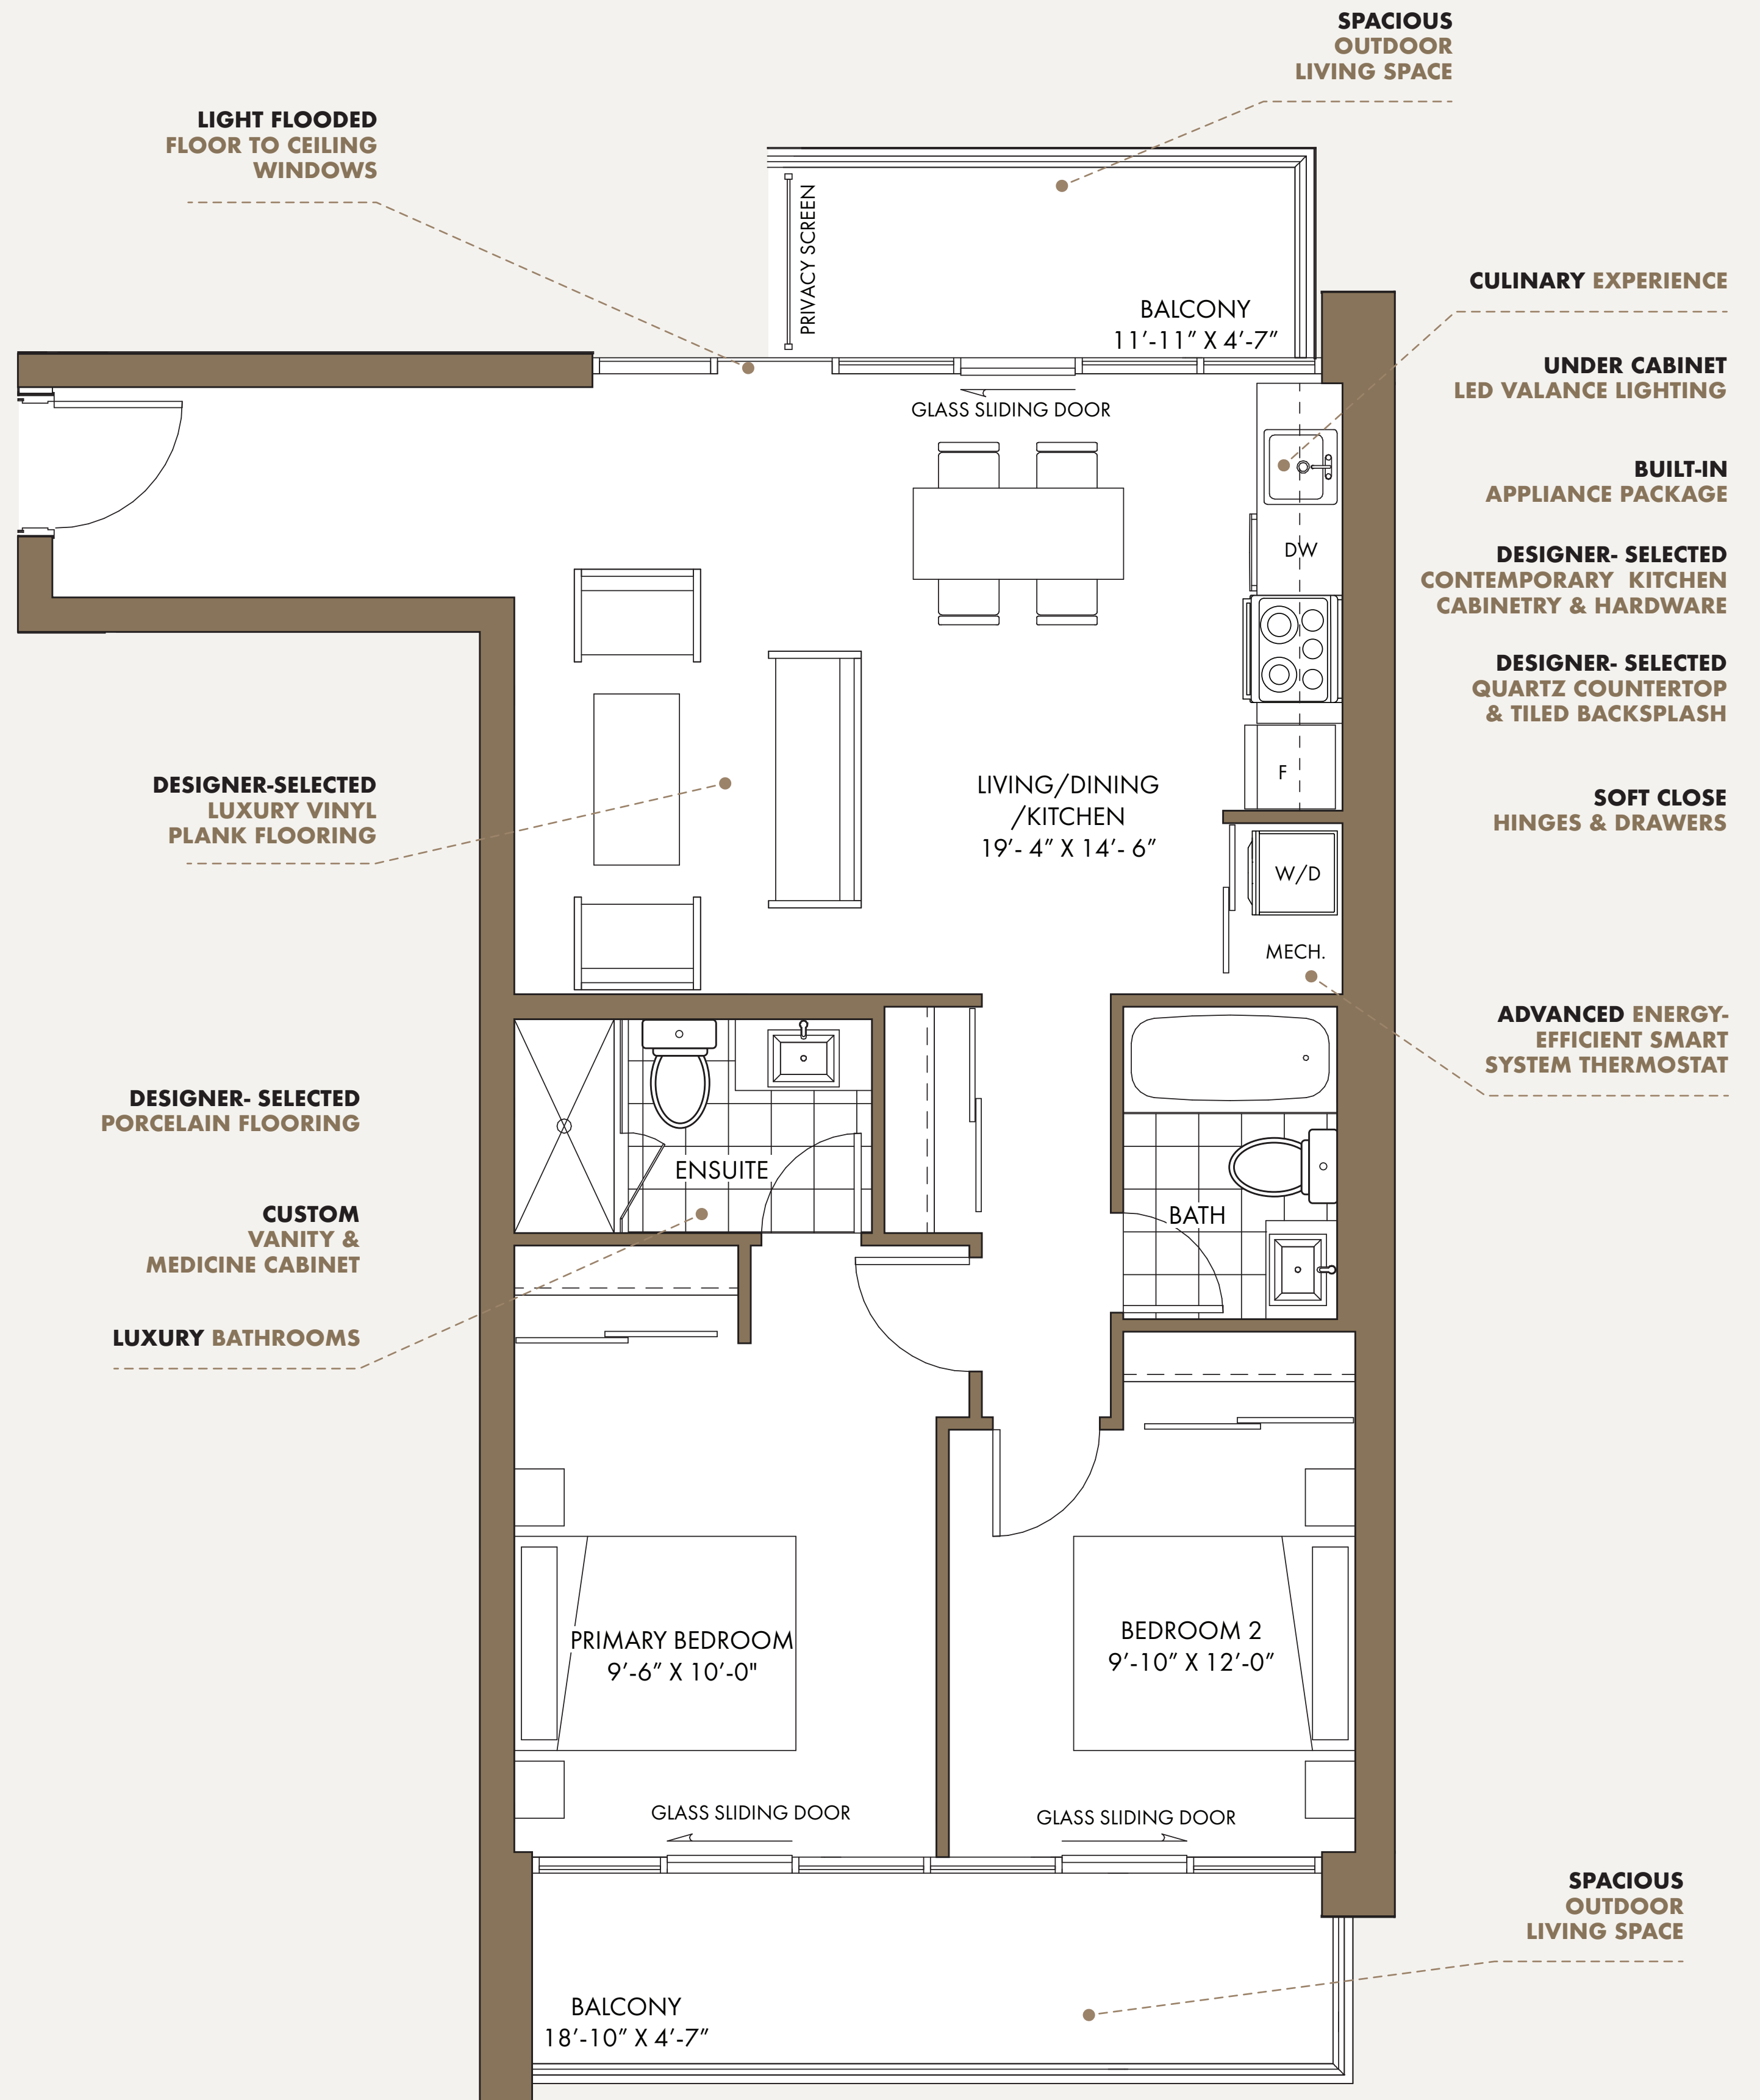 SPACIOUS
OUTDOOR
LIVING SPACE
LIGHT FLOODED
FLOOR TO CEILING
WINDOWS
PRIVACY SCREEN
BALCONY
11’-11” X 4’-7”
GLASS SLIDING DOOR
CULINARY EXPERIENCE
UNDER CABINET
LED VALANCE LIGHTING
BUILT-IN
APPLIANCE PACKAGE
DESIGNER- SELECTED
CONTEMPORARY KITCHEN
CABINETRY & HARDWARE
DESIGNER- SELECTED
QUARTZ COUNTERTOP
& TILED BACKSPLASH
SOFT CLOSE
HINGES & DRAWERS
DW
F
LIVING/DINING
/KITCHEN
19’- 4” X 14’- 6”
W/D
MECH.
DESIGNER-SELECTED
LUXURY VINYL
PLANK FLOORING
ADVANCED ENERGY-
EFFICIENT SMART
SYSTEM THERMOSTAT
DESIGNER- SELECTED
PORCELAIN FLOORING
CUSTOM
VANITY &
MEDICINE CABINET
LUXURY BATHROOMS
ENSUITE
BATH
PRIMARY BEDROOM
9’-6” X 10’-0"
BEDROOM 2
9’-10” X 12’-0”
GLASS SLIDING DOOR
GLASS SLIDING DOOR
SPACIOUS
OUTDOOR
LIVING SPACE
BALCONY
18’-10” X 4’-7”